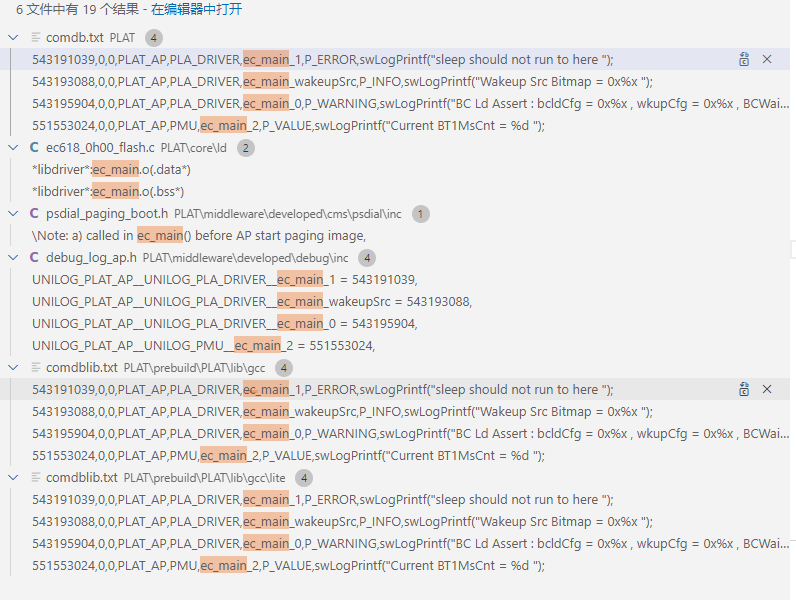 6 文件中有 19 个结果 - 在编辑器中打开
comdb.txt PLAT 4
543191039,0,0,PLAT_AP,PLA_DRIVER,ec_main_1,P_ERROR,swLogPrintf("sleep should not run to here ");
543193088,0,0,PLAT_AP,PLA_DRIVER,ec_main_wakeupSrc,P_INFO,swLogPrintf("Wakeup Src Bitmap = 0x%x ");
543195904,0,0,PLAT_AP,PLA_DRIVER,ec_main_0,P_WARNING,swLogPrintf("BC Ld Assert : bcldCfg = 0x%x , wkupCfg = 0x%x , BCWai...
551553024,0,0,PLAT_AP,PMU,ec_main_2,P_VALUE,swLogPrintf("Current BT1MsCnt = %d ");
C ec618_0h00_flash.c PLAT\core\ld 2
*libdriver*:ec_main.o(.data*)
*libdriver*:ec_main.o(.bss*)
C psdial_paging_boot.h PLAT\middleware\developed\cms\psdial\inc 1
\Note: a) called in ec_main() before AP start paging image,
C debug_log_ap.h PLAT\middleware\developed\debug\inc 4
UNILOG_PLAT_AP__UNILOG_PLA_DRIVER__ec_main_1 = 543191039,
UNILOG_PLAT_AP__UNILOG_PLA_DRIVER__ec_main_wakeupSrc = 543193088,
UNILOG_PLAT_AP__UNILOG_PLA_DRIVER__ec_main_0 = 543195904,
UNILOG_PLAT_AP__UNILOG_PMU__ec_main_2 = 551553024,
comdblib.txt PLAT\prebuild\PLAT\lib\gcc 4
543191039,0,0,PLAT_AP,PLA_DRIVER,ec_main_1,P_ERROR,swLogPrintf("sleep should not run to here ");
543193088,0,0,PLAT_AP,PLA_DRIVER,ec_main_wakeupSrc,P_INFO,swLogPrintf("Wakeup Src Bitmap = 0x%x ");
543195904,0,0,PLAT_AP,PLA_DRIVER,ec_main_0,P_WARNING,swLogPrintf("BC Ld Assert : bcldCfg = 0x%x , wkupCfg = 0x%x , BCWai...
551553024,0,0,PLAT_AP,PMU,ec_main_2,P_VALUE,swLogPrintf("Current BT1MsCnt = %d ");
comdblib.txt PLAT\prebuild\PLAT\lib\gcc\lite 4
543191039,0,0,PLAT_AP,PLA_DRIVER,ec_main_1,P_ERROR,swLogPrintf("sleep should not run to here ");
543193088,0,0,PLAT_AP,PLA_DRIVER,ec_main_wakeupSrc,P_INFO,swLogPrintf("Wakeup Src Bitmap = 0x%x ");
543195904,0,0,PLAT_AP,PLA_DRIVER,ec_main_0,P_WARNING,swLogPrintf("BC Ld Assert : bcldCfg = 0x%x , wkupCfg = 0x%x , BCWai...
551553024,0,0,PLAT_AP,PMU,ec_main_2,P_VALUE,swLogPrintf("Current BT1MsCnt = %d ");